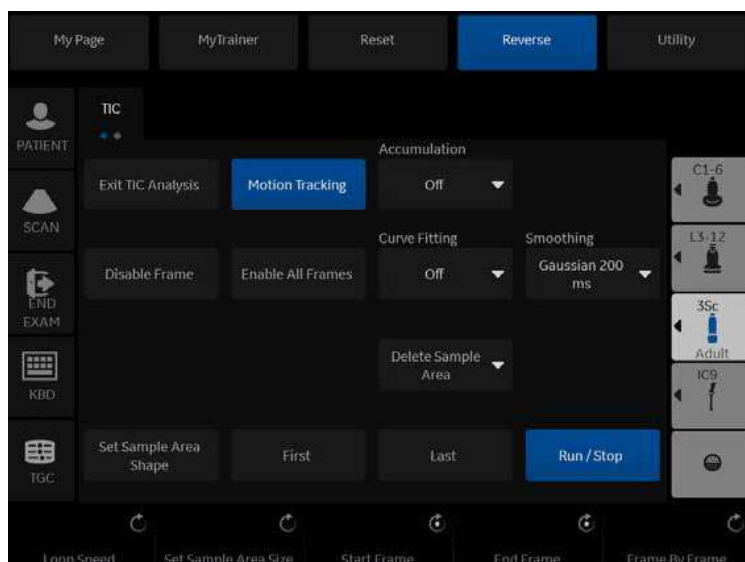 My Page
MyTrainer
Reset
Reverse
Utility
TIC
PATIENT
SCAN
END
EXAM
KBD
TGC
Accumulation
Exit TIC Analysis
Motion Tracking
Off
Curve Fitting
Smoothing
Disable Frame
Enable All Frames
Off
Gaussian 200
ms
Delete Sample
Area
Set Sample Area
Shape
First
Last
Run / Stop
C1-6
L3-12
3Sc
Adult
IC9
Loop Speed
Set Sample Area Size
Start Frame
End Frame
Frame By Frame